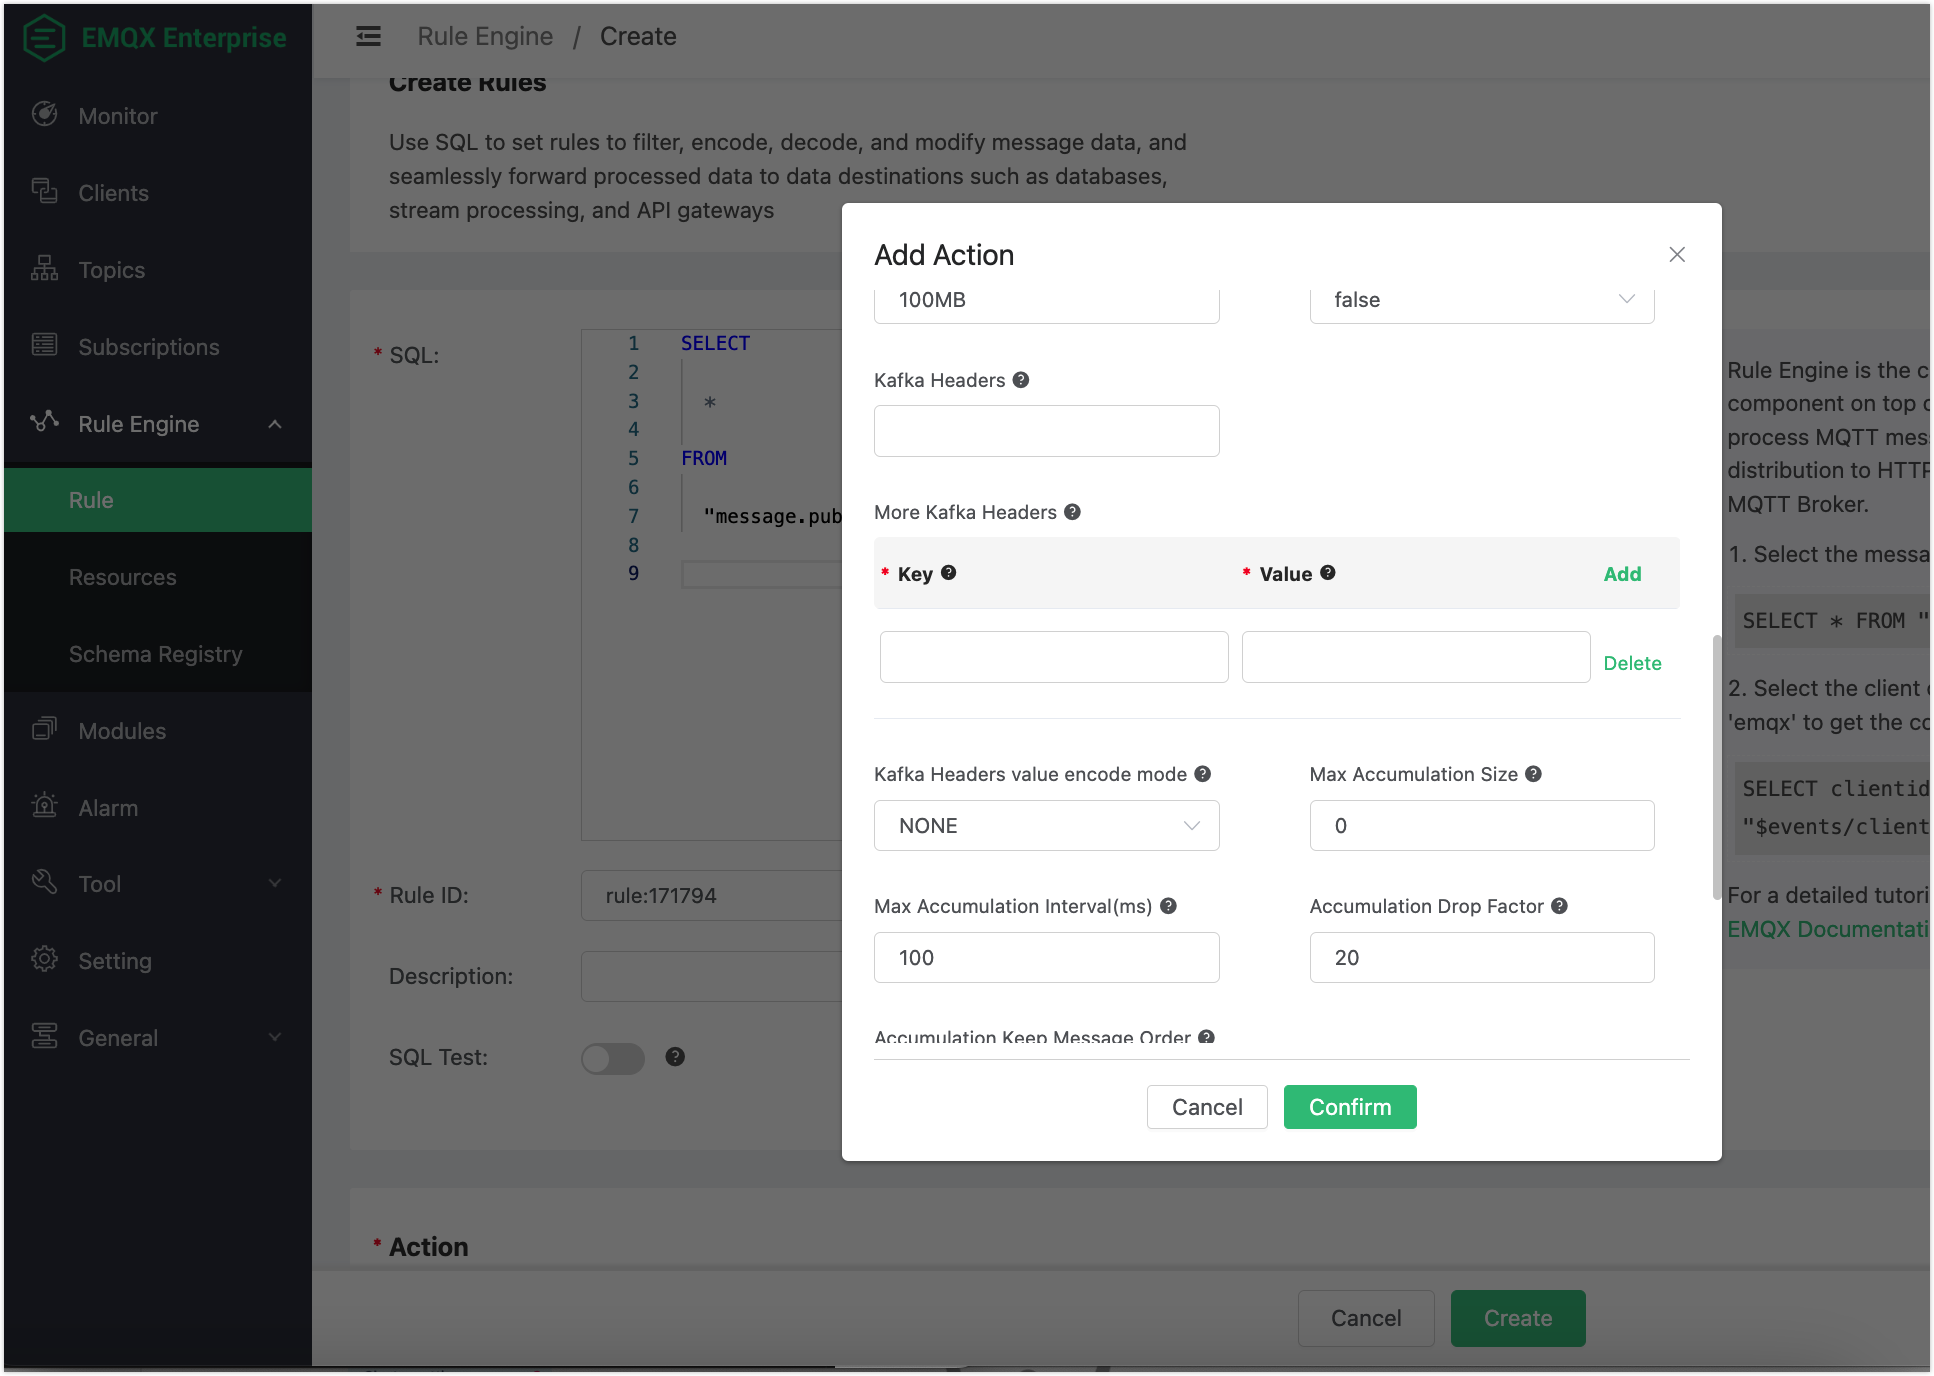 EMQX Enterprise
Rule Engine / Create
Monitor
Clients
Topics
Subscriptions
Rule Engine
Rule
Resources
Schema Registry
Modules
Alarm
Tool
Setting
General
Create Rules
Use SQL to set rules to filter, encode, decode, and modify message data, and
seamlessly forward processed data to data destinations such as databases,
stream processing, and API gateways
* SQL:
1 SELECT
2
3 *
4
5 FROM
6
7 "message.pub
8
9
* Rule ID:
rule:171794
Description:
SQL Test:
* Action
Cancel
Create
Add Action
100MB
false
Kafka Headers
More Kafka Headers
* Key
* Value
Add
Delete
Kafka Headers value encode mode
Max Accumulation Size
NONE
0
Max Accumulation Interval(ms)
Accumulation Drop Factor
100
20
Accumulation Keep Message Order
Cancel
Confirm
Rule Engine is the c
component on top o
process MQTT mes
distribution to HTTP
MQTT Broker.
1. Select the messa
SELECT * FROM "
2. Select the client
'emqx' to get the co
SELECT clientid
"$events/client
For a detailed tutori
EMQX Documentati